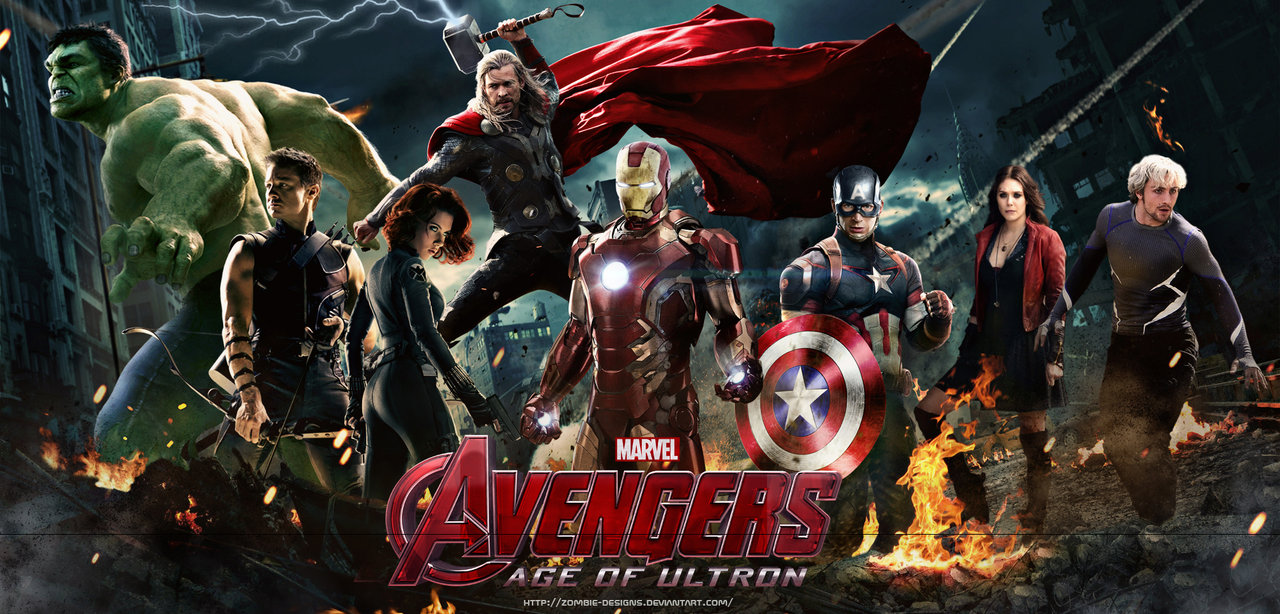 MARVEL
AVENGERS
AGE OF ULTRON
HTTP://ZOMBIE-DESIGNS.DEVIANTART.COM/
A